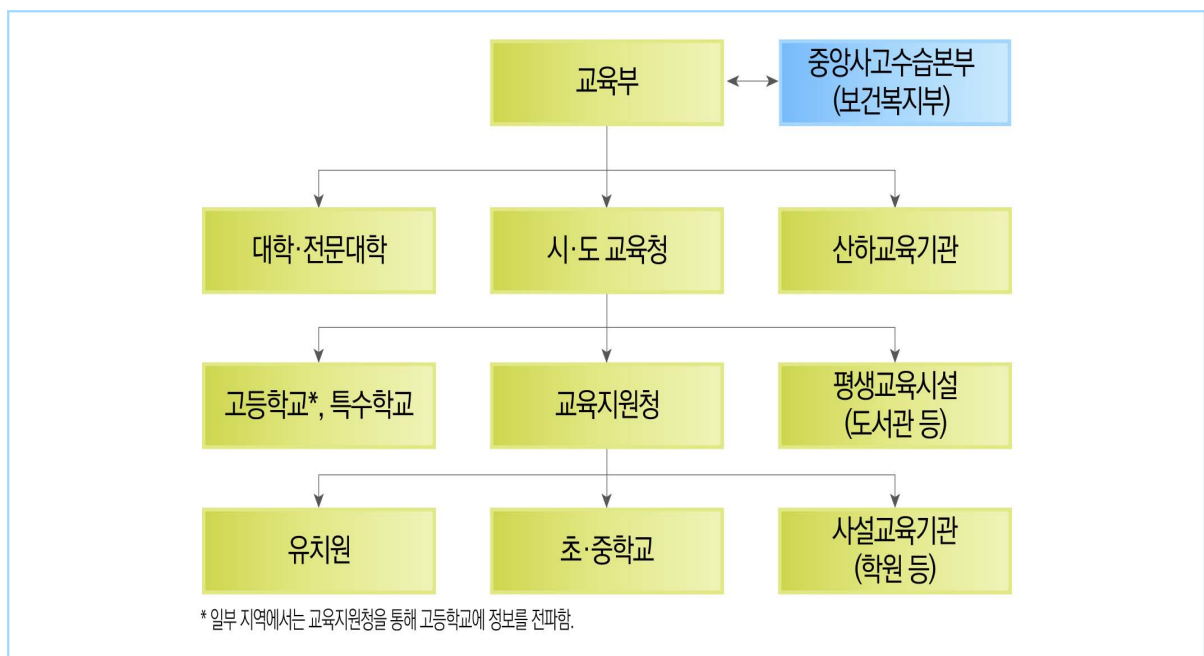 교육부
중앙사고수습본부
(보건복지부)
대학·전문대학
시·도 교육청
산하교육기관
고등학교*, 특수학교
교육지원청
평생교육시설
(도서관 등)
유치원
초·중학교
사설교육기관
(학원 등)
* 일부 지역에서는 교육지원청을 통해 고등학교에 정보를 전파함.